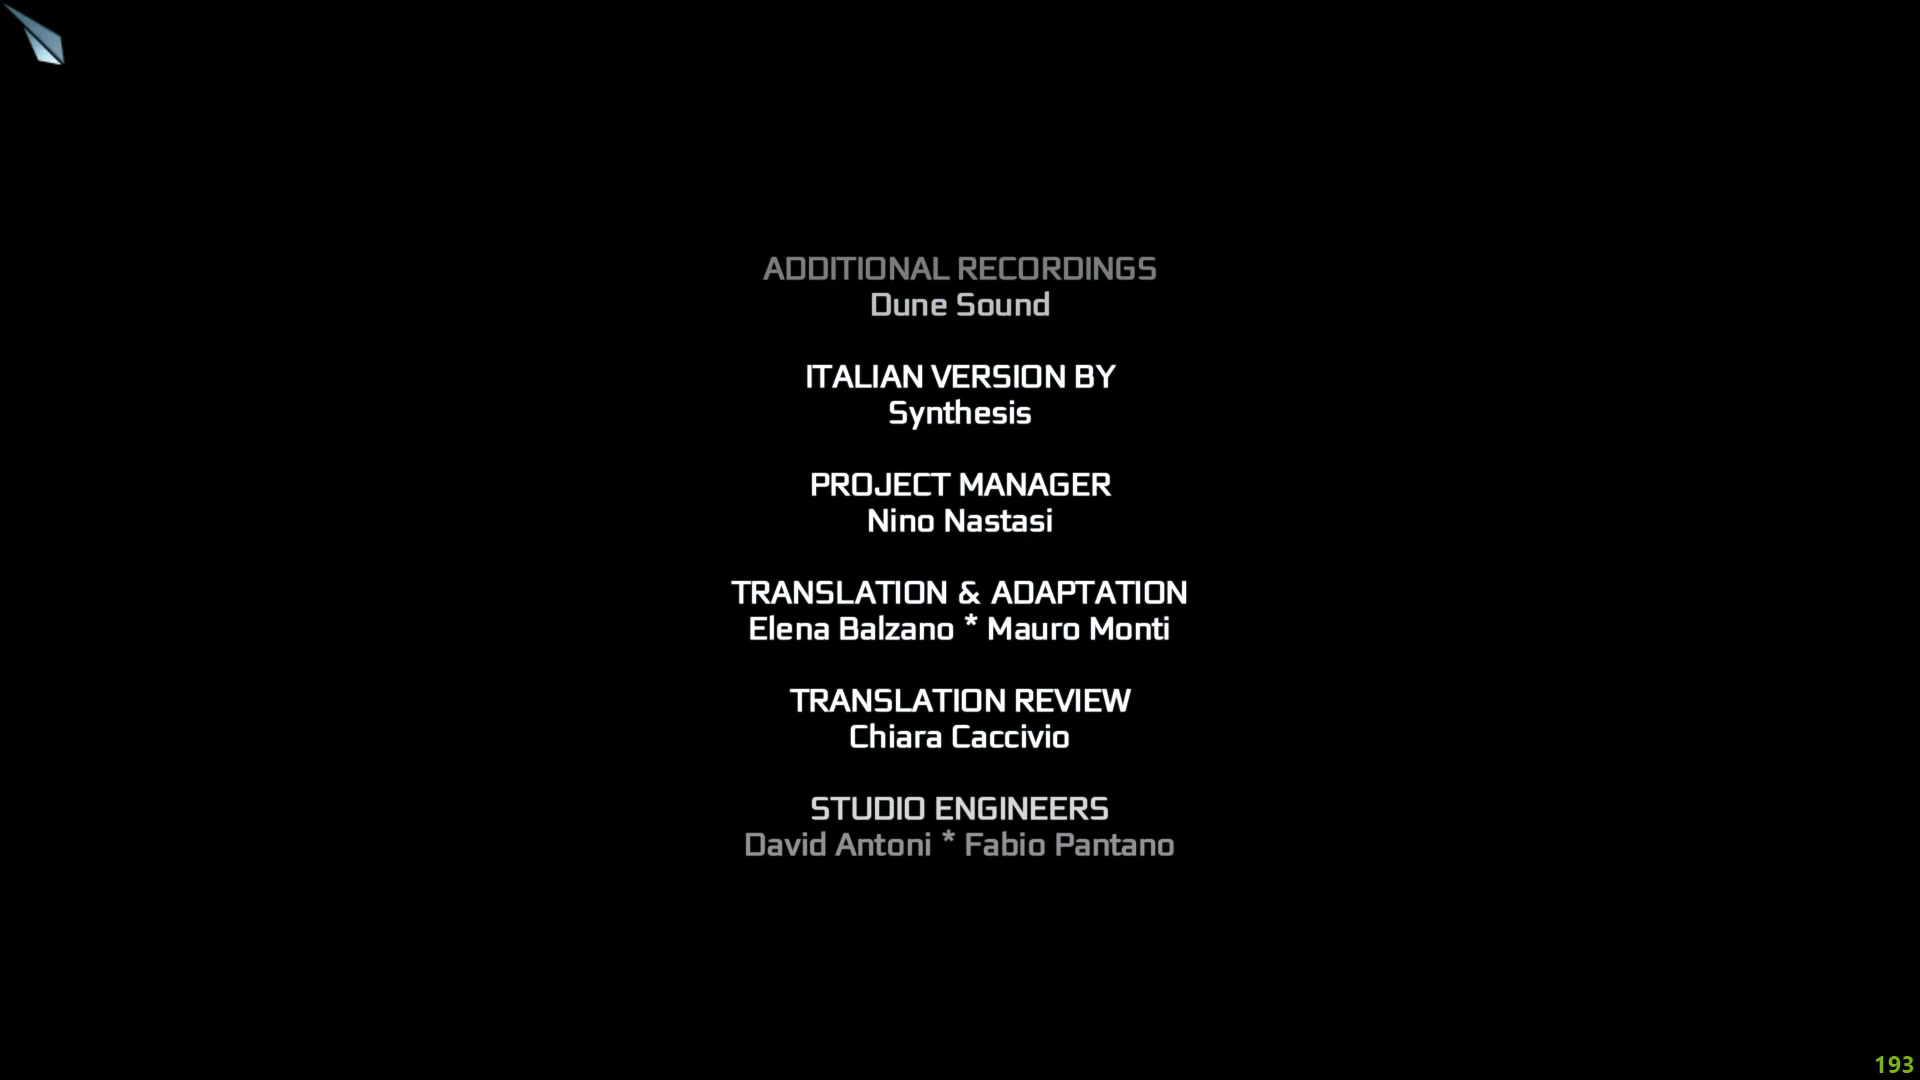 ADDITIONAL RECORDINGS
Dune Sound
ITALIAN VERSION BY
Synthesis
PROJECT MANAGER
Nino Nastasi
TRANSLATION & ADAPTATION
Elena Balzano * Mauro Monti
TRANSLATION REVIEW
Chiara Caccivio
STUDIO ENGINEERS
David Antoni * Fabio Pantano
193